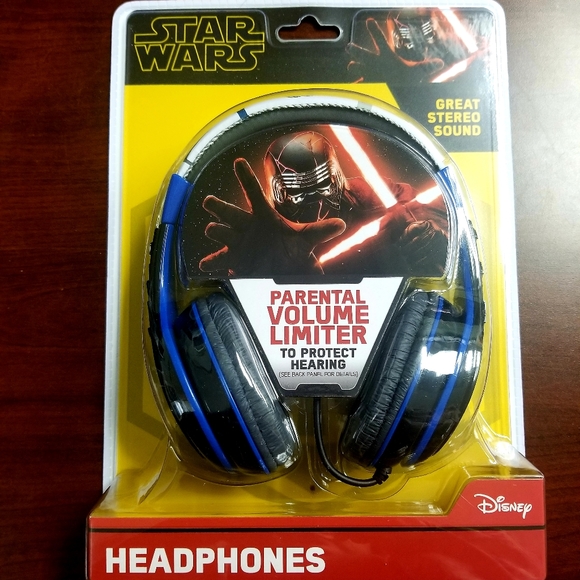 STAR
WARS
GREAT
STEREO
SOUND
PARENTAL
VOLUME
LIMITER
TO PROTECT
HEARING
(SEE BACK PANEL FOR DETAILS)
Disney
HEADPHONES